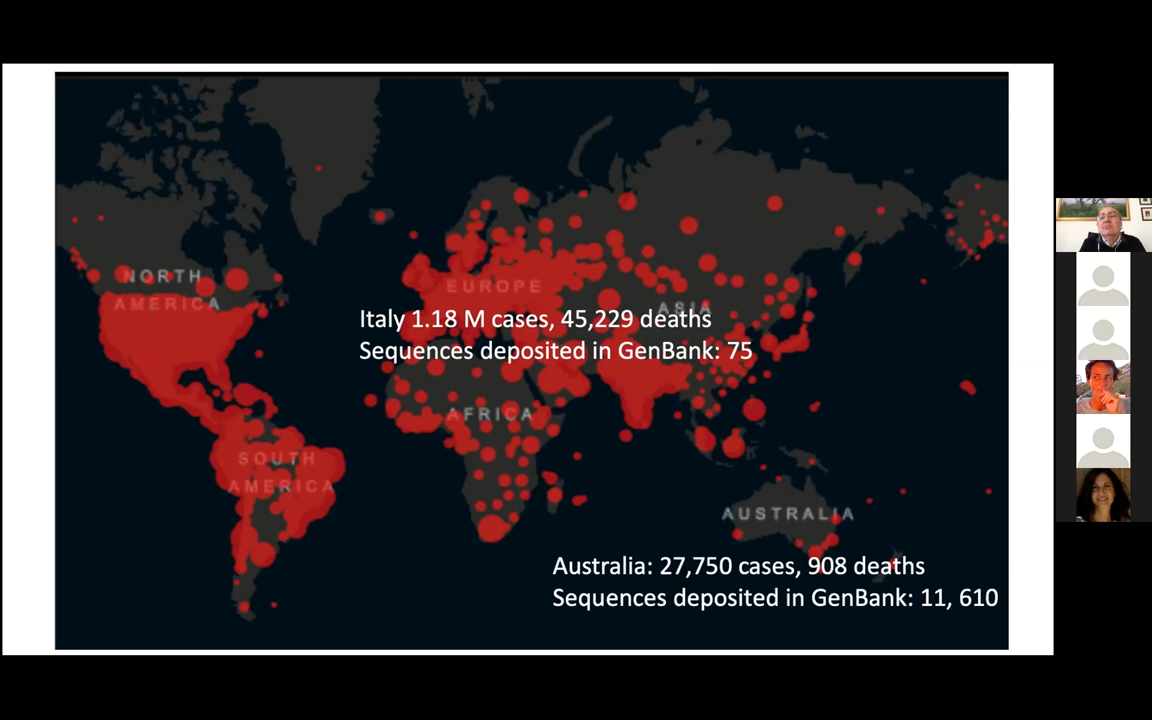 NORTH
AMERICA
EUROPE
ASIA
Italy 1.18 M cases, 45,229 deaths
Sequences deposited in GenBank: 75
AFRICA
SOUTH
AMERICA
AUSTRALIA
Australia: 27,750 cases, 908 deaths
Sequences deposited in GenBank: 11, 610